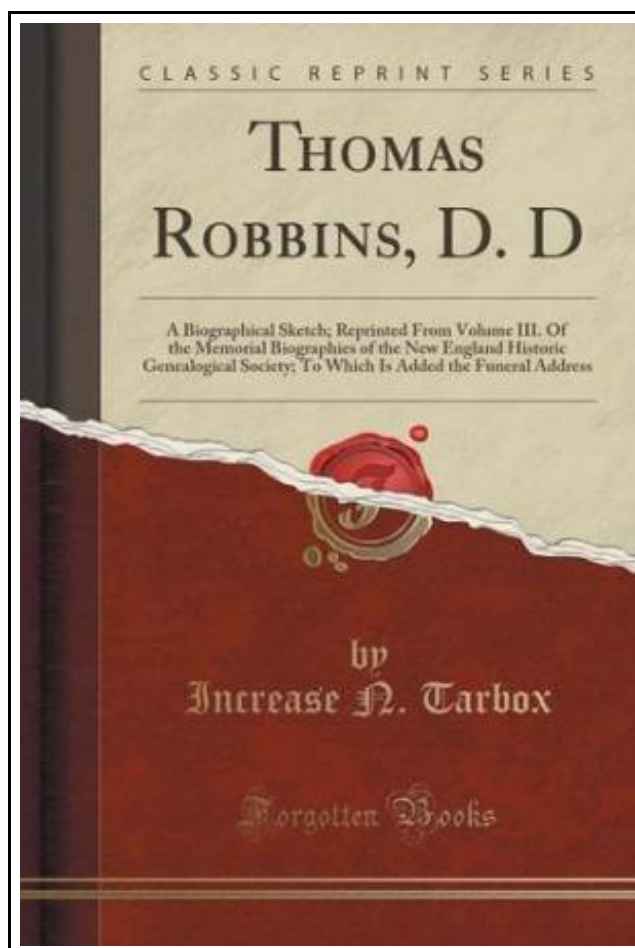 CLASSIC REPRINT SERIES
THOMAS
ROBBINS, D. D
A Biographical Sketch; Reprinted From Volume III. Of
the Memorial Biographies of the New England Historic
Genealogical Society; To Which Is Added the Funeral Address
by
Increase N. Tarbox
Forgotten Books